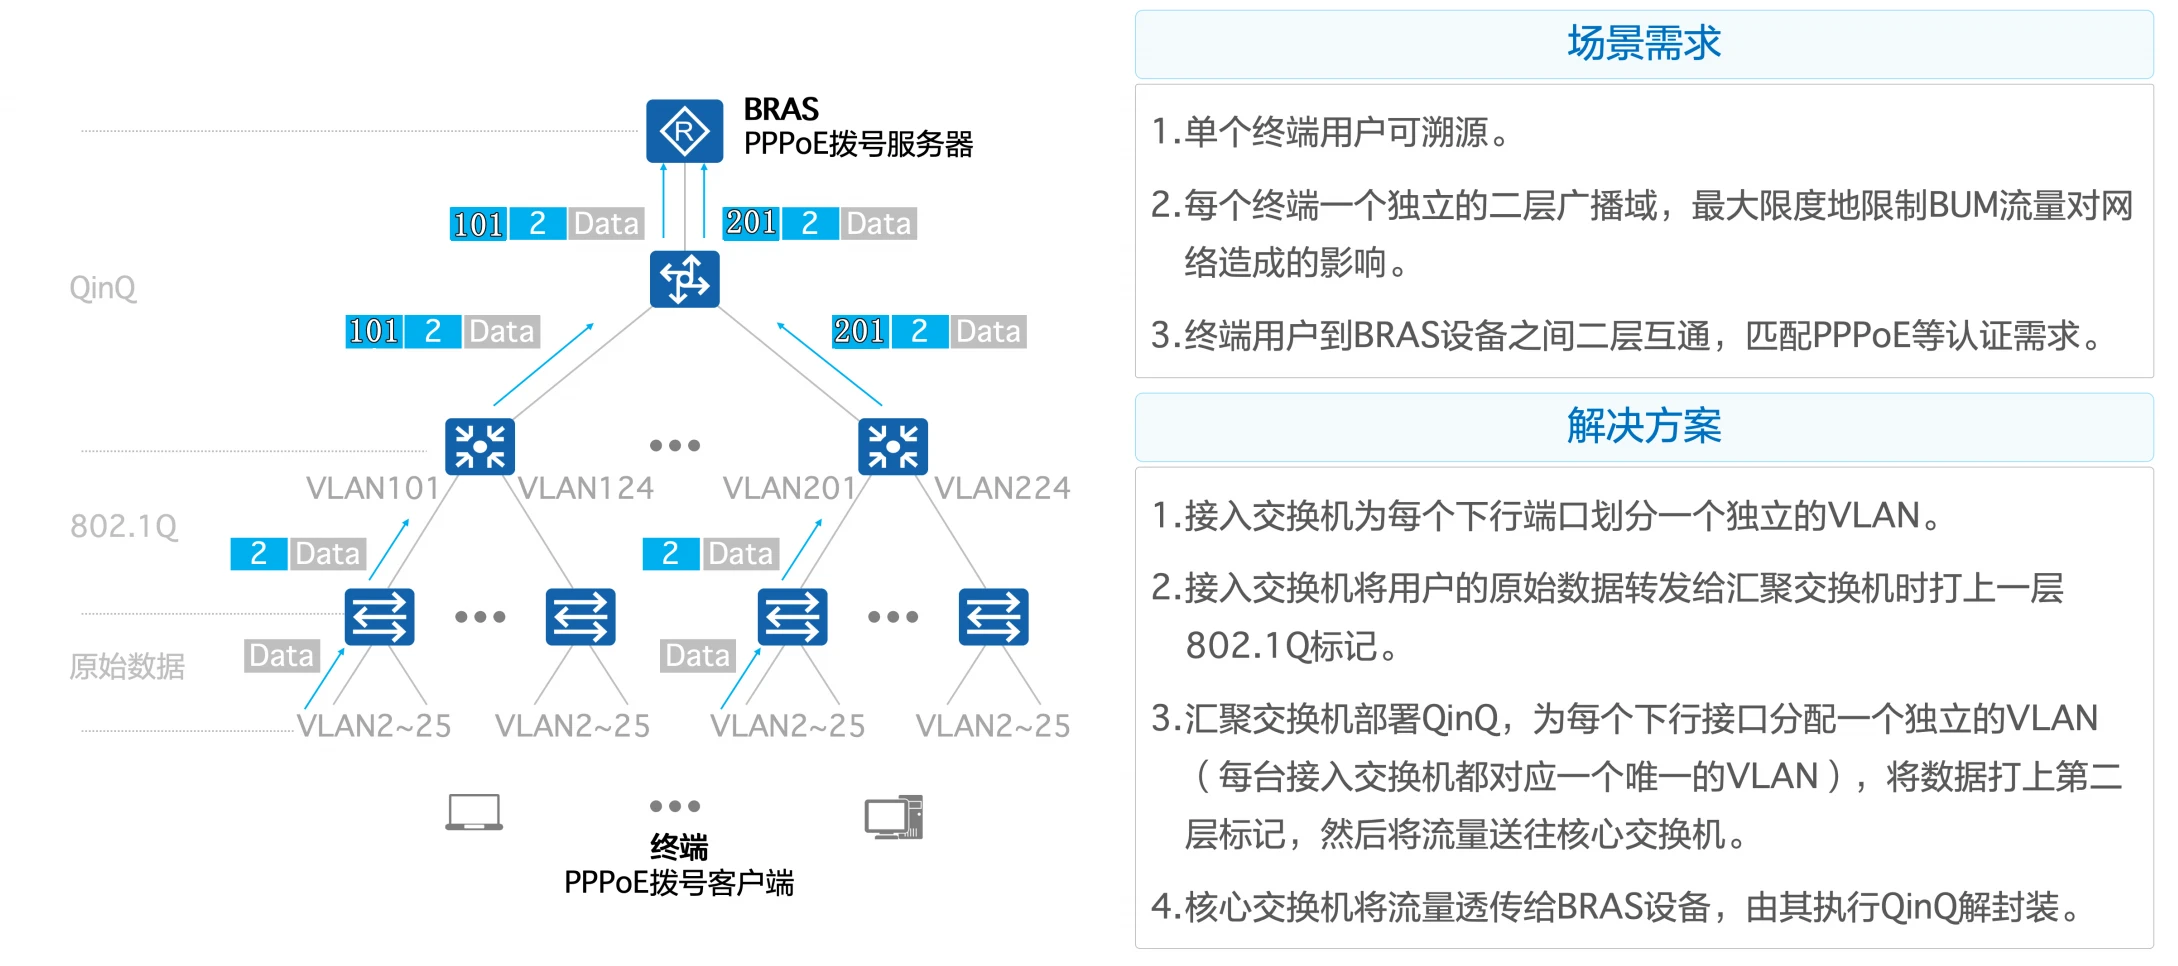 BRAS
PPPoE拨号服务器
101 2 Data
201 2 Data
QinQ
101 2 Data
201 2 Data
VLAN101
VLAN124
VLAN201
VLAN224
802.1Q
2 Data
2 Data
Data
Data
原始数据
VLAN2~25
VLAN2~25
VLAN2~25
VLAN2~25
终端
PPPoE拨号客户端
场景需求
1.单个终端用户可溯源。
2.每个终端一个独立的二层广播域，最大限度地限制BUM流量对网
络造成的影响。
3.终端用户到BRAS设备之间二层互通，匹配PPPoE等认证需求。
解决方案
1.接入交换机为每个下行端口划分一个独立的VLAN。
2.接入交换机将用户的原始数据转发给汇聚交换机时打上一层
802.1Q标记。
3.汇聚交换机部署QinQ，为每个下行接口分配一个独立的VLAN
（每台接入交换机都对应一个唯一的VLAN），将数据打上第二
层标记，然后将流量送往核心交换机。
4.核心交换机将流量透传给BRAS设备，由其执行QinQ解封装。